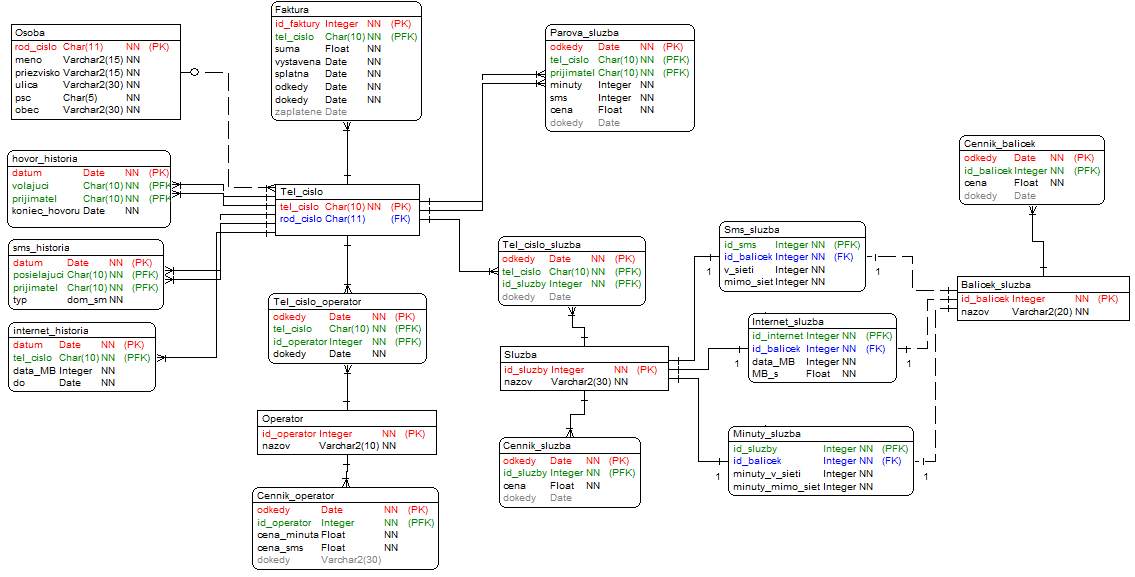 Faktura
id_faktury Integer NN (PK)
tel_cislo Char(10) NN (PFK)
suma Float NN
vystavena Date NN
splatna Date NN
odkedy Date NN
dokedy Date NN
zaplatene Date
Osoba
rod_cislo Char(11) NN (PK)
meno Varchar2(15) NN
priezvisko Varchar2(15) NN
ulica Varchar2(30) NN
psc Char(5) NN
obec Varchar2(30) NN
Parova_sluzba
odkedy Date NN (PK)
tel_cislo Char(10) NN (PFK)
prijimatel Char(10) NN (PFK)
minuty Integer NN
sms Integer NN
cena Float NN
dokedy Date
hovor_historia
datum Date NN (PK)
volajuci Char(10) NN (PFK
prijimatel Char(10) NN (PFK
koniec_hovoru Date NN
Tel_cislo
tel_cislo Char(10) NN (PK)
rod_cislo Char(11) (FK)
Cennik_balicek
odkedy Date NN (PK)
id_balicek Integer NN (PFK)
cena Float NN
dokedy Date
sms_historia
datum Date NN (PK)
posielajuci Char(10) NN (PFK)
prijimatel Char(10) NN (PFK)
typ dom_sm NN
Tel_cislo_sluzba
odkedy Date NN (PK)
tel_cislo Char(10) NN (PFK)
id_sluzby Integer NN (PFK)
dokedy Date
Sms_sluzba
id_sms Integer NN (PFK)
id_balicek Integer NN (FK)
v_sieti Integer NN
mimo_siet Integer NN
1
1
Balicek_sluzba
id_balicek Integer NN (PK)
nazov Varchar2(20) NN
internet_historia
datum Date NN (PK)
tel_cislo Char(10) NN (PFK)
data_MB Integer NN
do Date NN
Tel_cislo_operator
odkedy Date NN (PK)
tel_cislo Char(10) NN (PFK)
id_operator Integer NN (PFK)
dokedy Date NN
Internet_sluzba
id_internet Integer NN (PFK)
id_balicek Integer NN (FK)
data_MB Integer NN
MB_s Float NN
1
1
Sluzba
id_sluzby Integer NN (PK)
nazov Varchar2(30) NN
Operator
id_operator Integer NN (PK)
nazov Varchar2(10) NN
Cennik_sluzba
odkedy Date NN (PK)
id_sluzby Integer NN (PFK)
cena Float NN
dokedy Date
Minuty_sluzba
id_sluzby Integer NN (PFK)
id_balicek Integer NN (FK)
minuty_v_sieti Integer NN
minuty_mimo_siet Integer NN
1
1
Cennik_operator
odkedy Date NN (PK)
id_operator Integer NN (PFK)
cena_minuta Float NN
cena_sms Float NN
dokedy Varchar2(30)